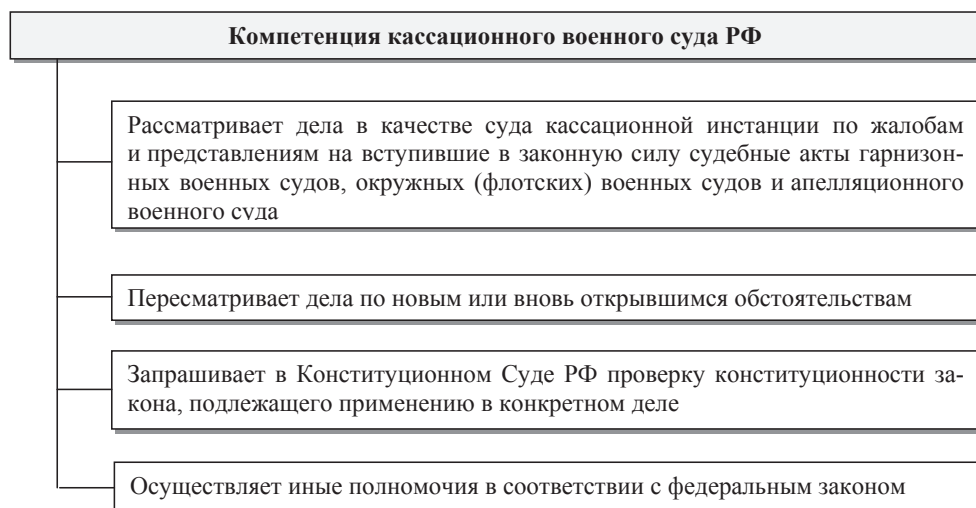 Компетенция кассационного военного суда РФ
Рассматривает дела в качестве суда кассационной инстанции по жалобам
и представлениям на вступившие в законную силу судебные акты гарнизон-
ных военных судов, окружных (флотских) военных судов и апелляционного
военного суда
Пересматривает дела по новым или вновь открывшимся обстоятельствам
Запрашивает в Конституционном Суде РФ проверку конституционности за-
кона, подлежащего применению в конкретном деле
Осуществляет иные полномочия в соответствии с федеральным законом